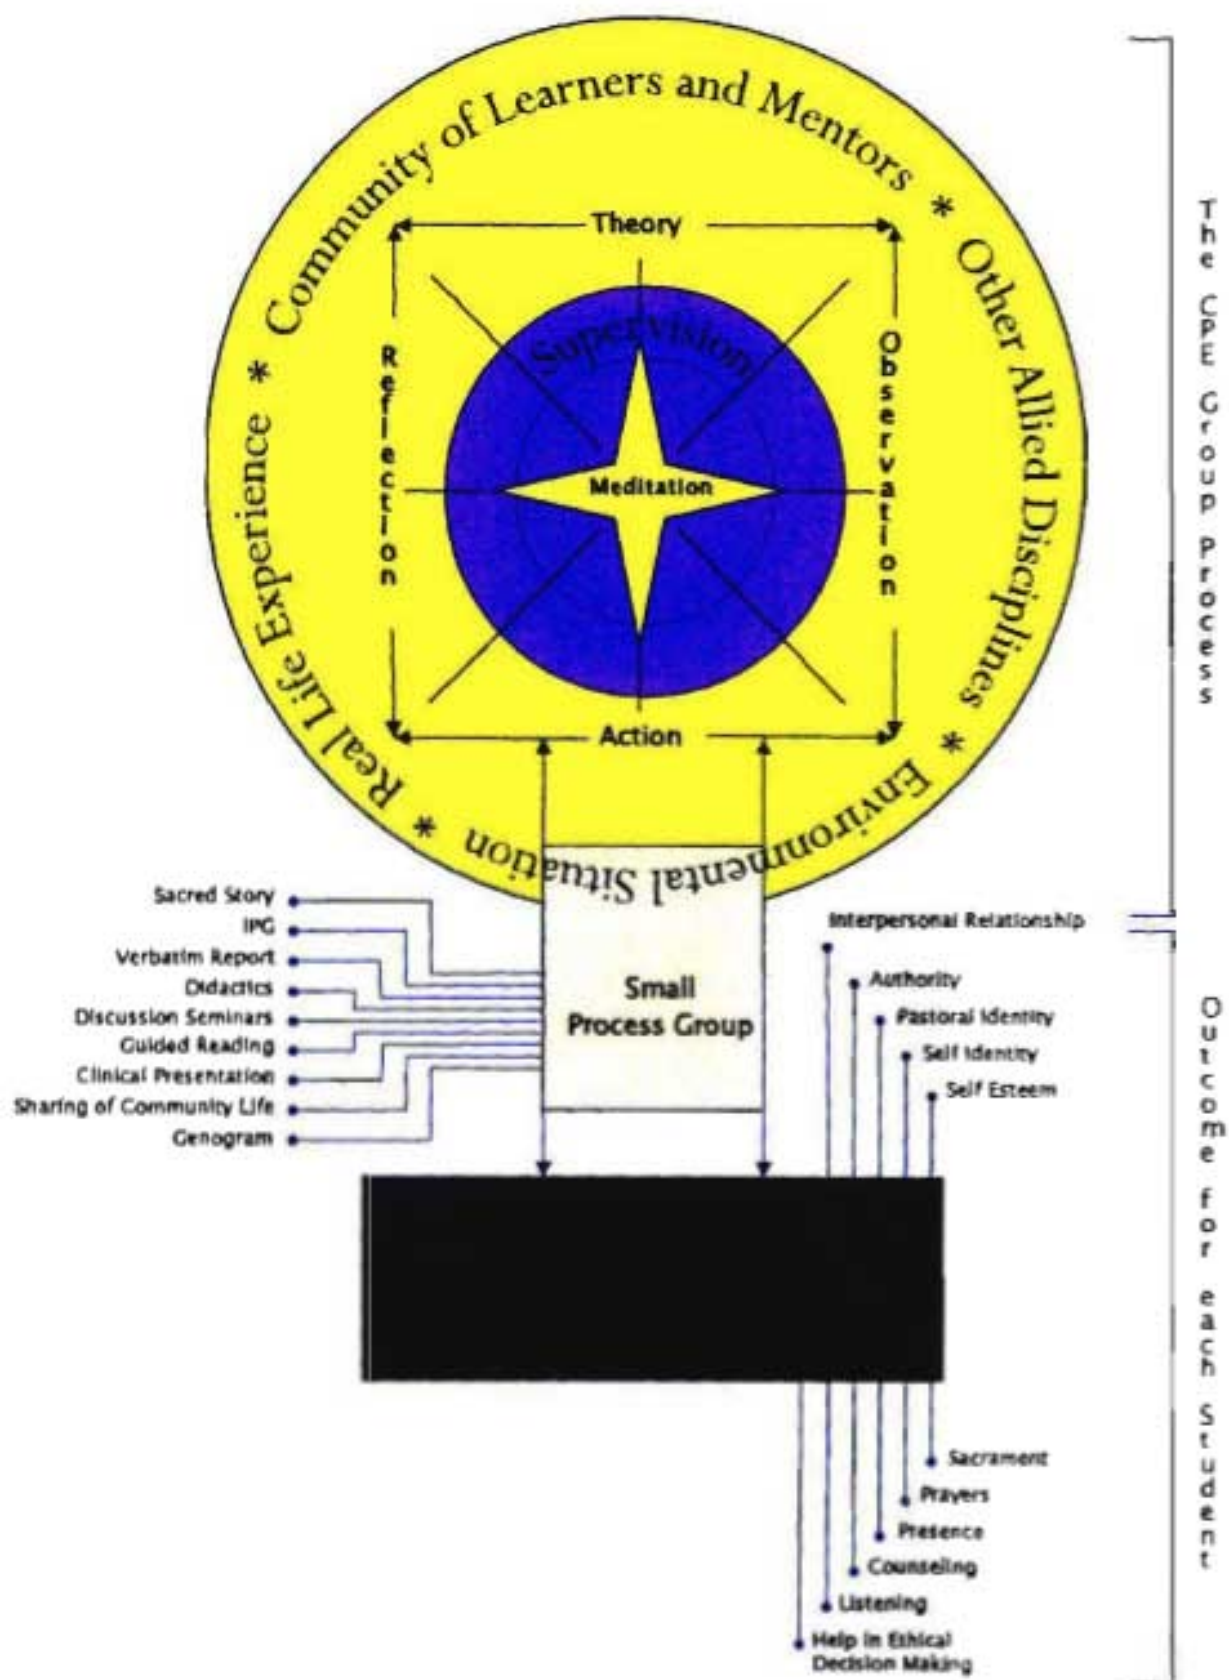 Community of Learners and Mentors * Other Allied Disciplines * Environmental Situation * Real Life Experience *
Theory
Reflection
Supervision
Observation
Meditation
Action
The CPE Group Process
Sacred Story
IPG
Verbatim Report
Didactics
Discussion Seminars
Guided Reading
Clinical Presentation
Sharing of Community Life
Genogram
Small
Process Group
Interpersonal Relationship
Authority
Pastoral Identity
Self Identity
Self Esteem
Outcome for each Student
Sacrament
Prayers
Presence
Counseling
Listening
Help in Ethical
Decision Making